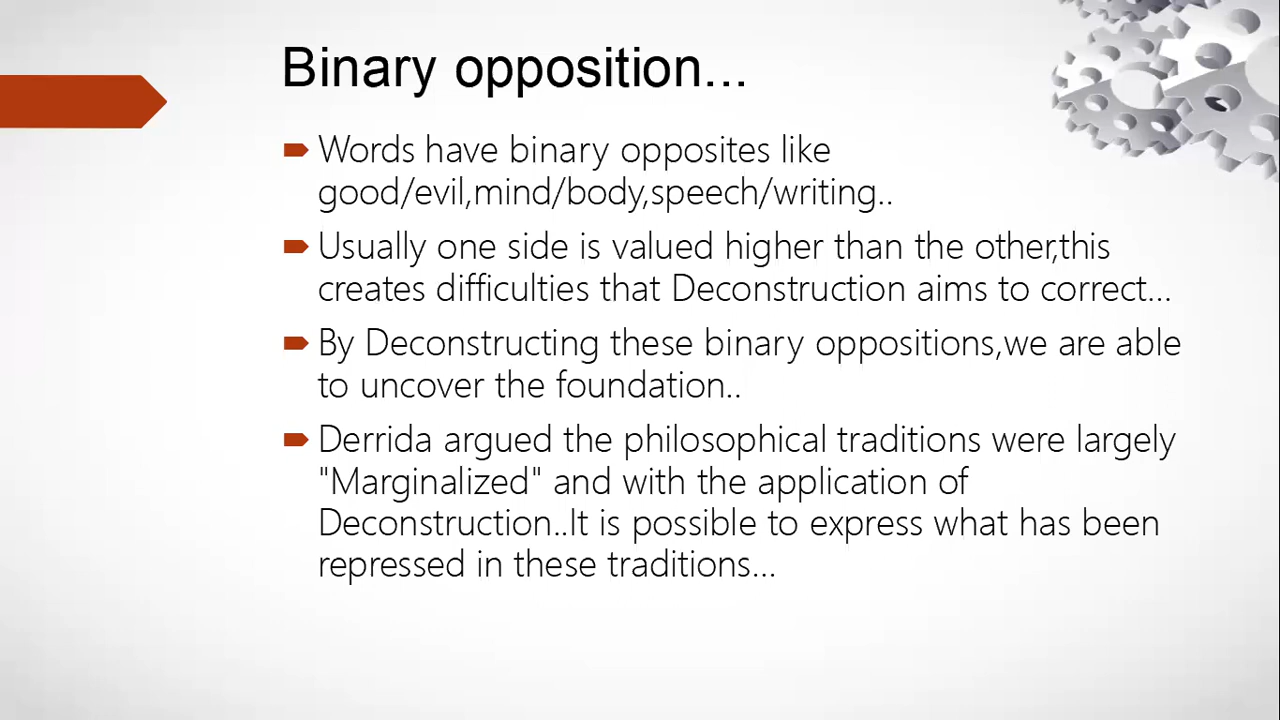 Binary opposition...
Words have binary opposites like
good/evil,mind/body,speech/writing..
Usually one side is valued higher than the other,this
creates difficulties that Deconstruction aims to correct...
By Deconstructing these binary oppositions,we are able
to uncover the foundation..
Derrida argued the philosophical traditions were largely
"Marginalized" and with the application of
Deconstruction..It is possible to express what has been
repressed in these traditions...